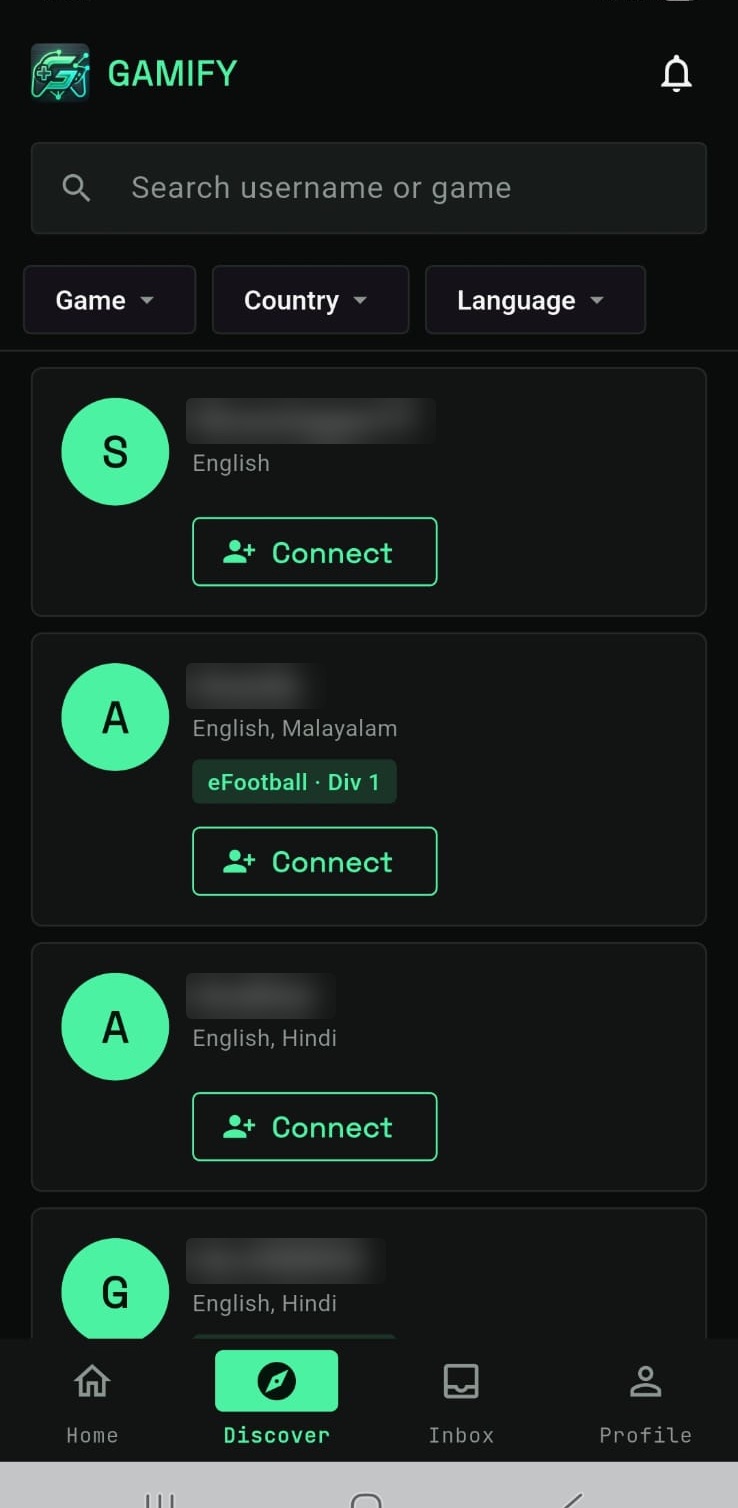 GAMIFY
Search username or game
Game Country Language
S
English
Connect
A
English, Malayalam
eFootball · Div 1
Connect
A
English, Hindi
Connect
G
English, Hindi
Home Discover Inbox Profile